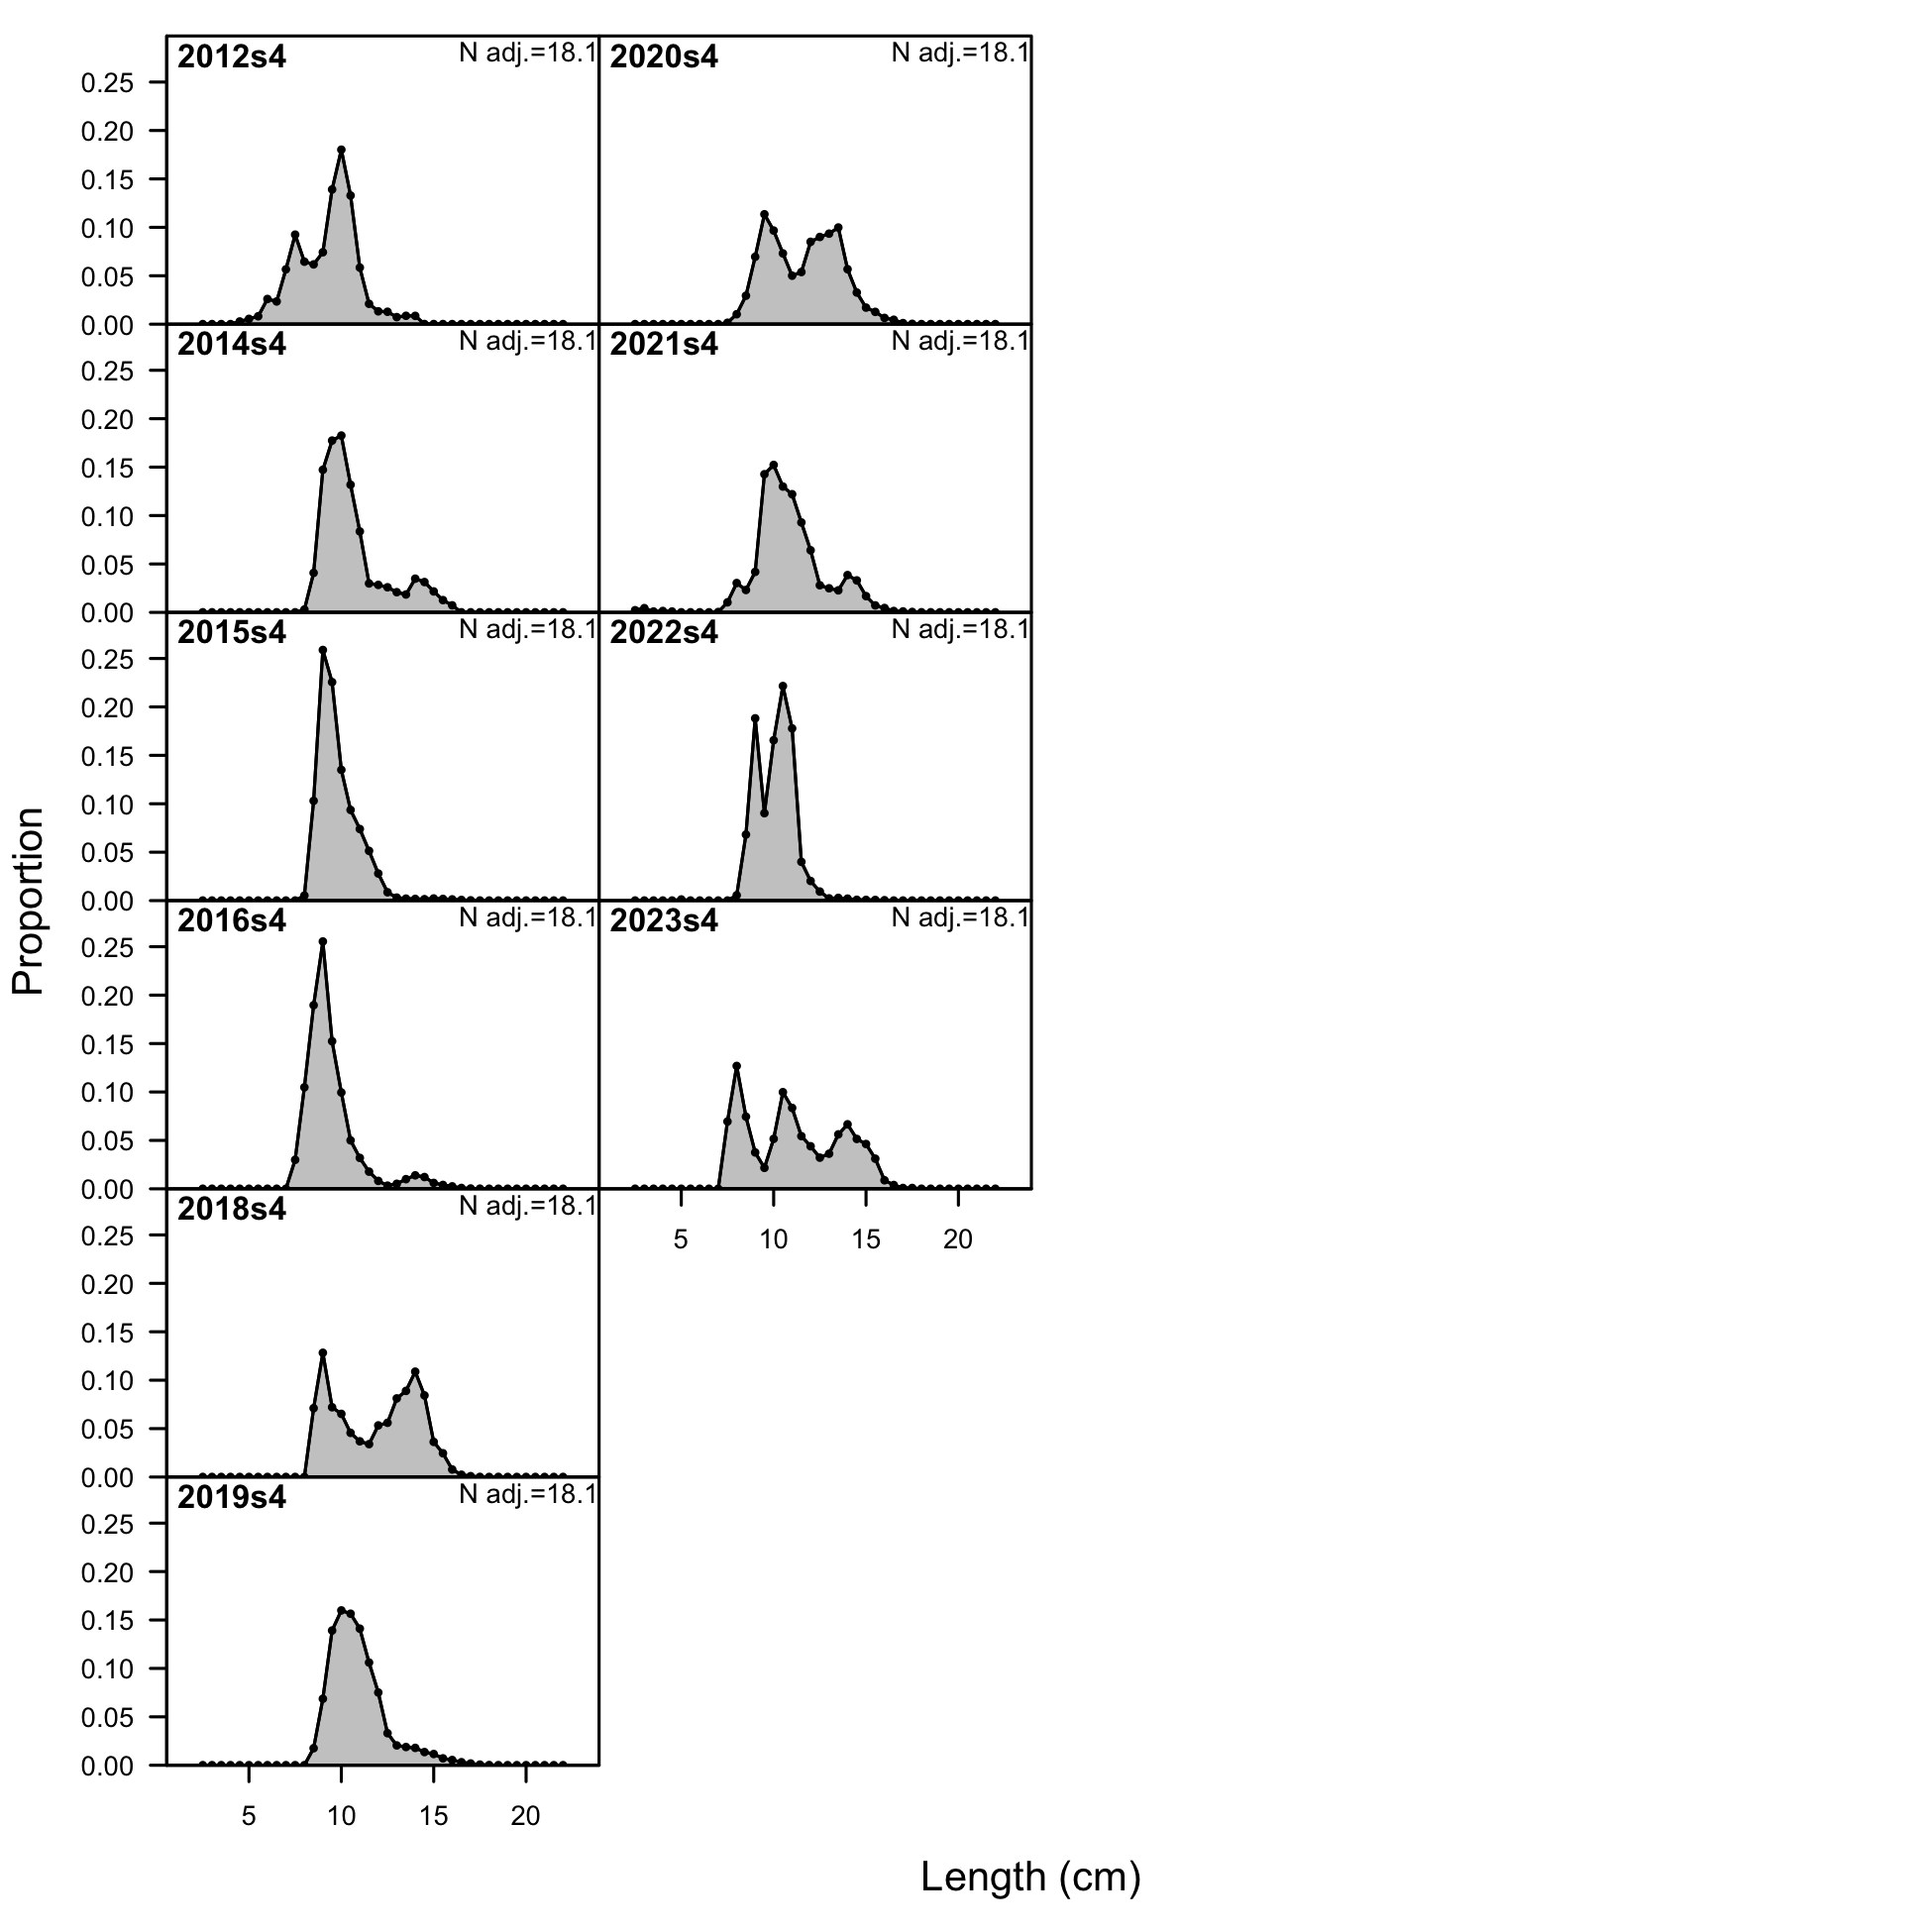 Proportion
2012s4 N adj.=18.1
0.25
0.20
0.15
0.10
0.05
0.00
2014s4 N adj.=18.1
0.25
0.20
0.15
0.10
0.05
0.00
2015s4 N adj.=18.1
0.25
0.20
0.15
0.10
0.05
0.00
2016s4 N adj.=18.1
0.25
0.20
0.15
0.10
0.05
0.00
2018s4 N adj.=18.1
0.25
0.20
0.15
0.10
0.05
0.00
2019s4 N adj.=18.1
0.25
0.20
0.15
0.10
0.05
0.00
5 10 15 20
2020s4 N adj.=18.1
2021s4 N adj.=18.1
2022s4 N adj.=18.1
2023s4 N adj.=18.1
5 10 15 20
Length (cm)